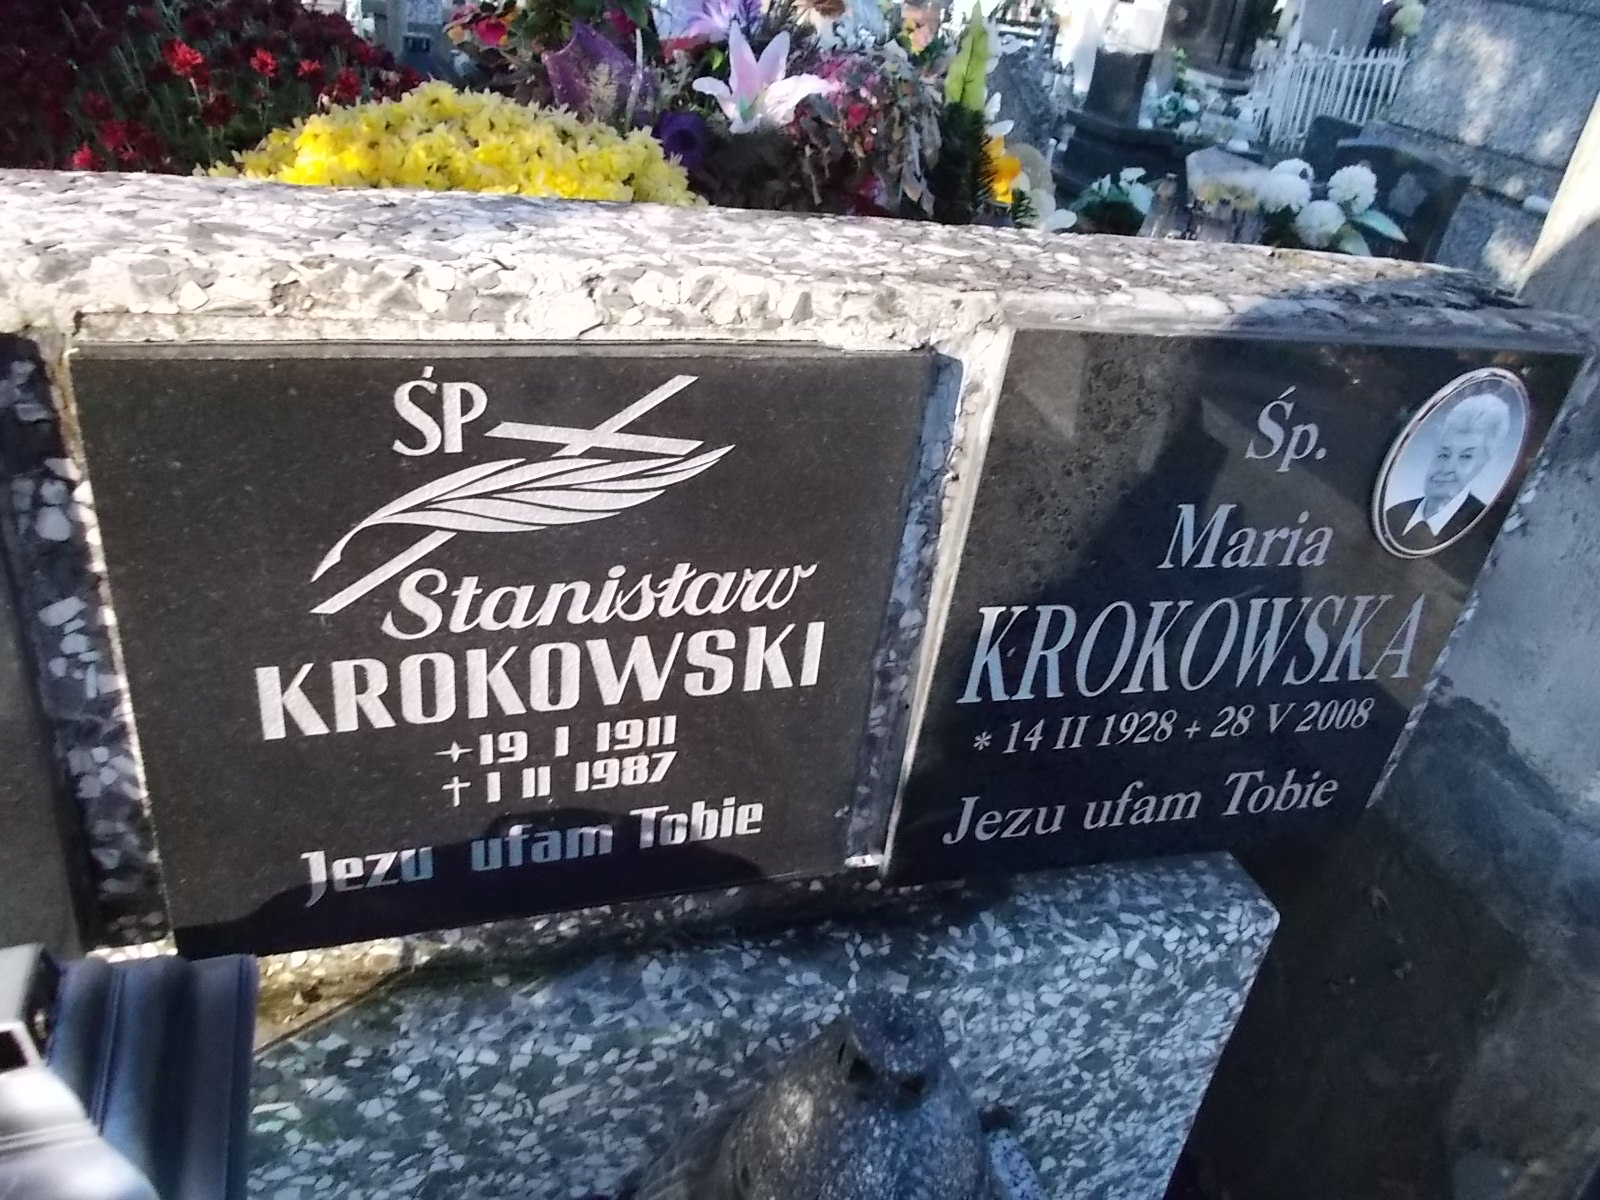 ŚP
Stanisław
KROKOWSKI
+19 I 1911
+ 1 II 1987
Jezu ufam Tobie
Śp.
Maria
KROKOWSKA
* 14 II 1928 + 28 V 2008
Jezu ufam Tobie